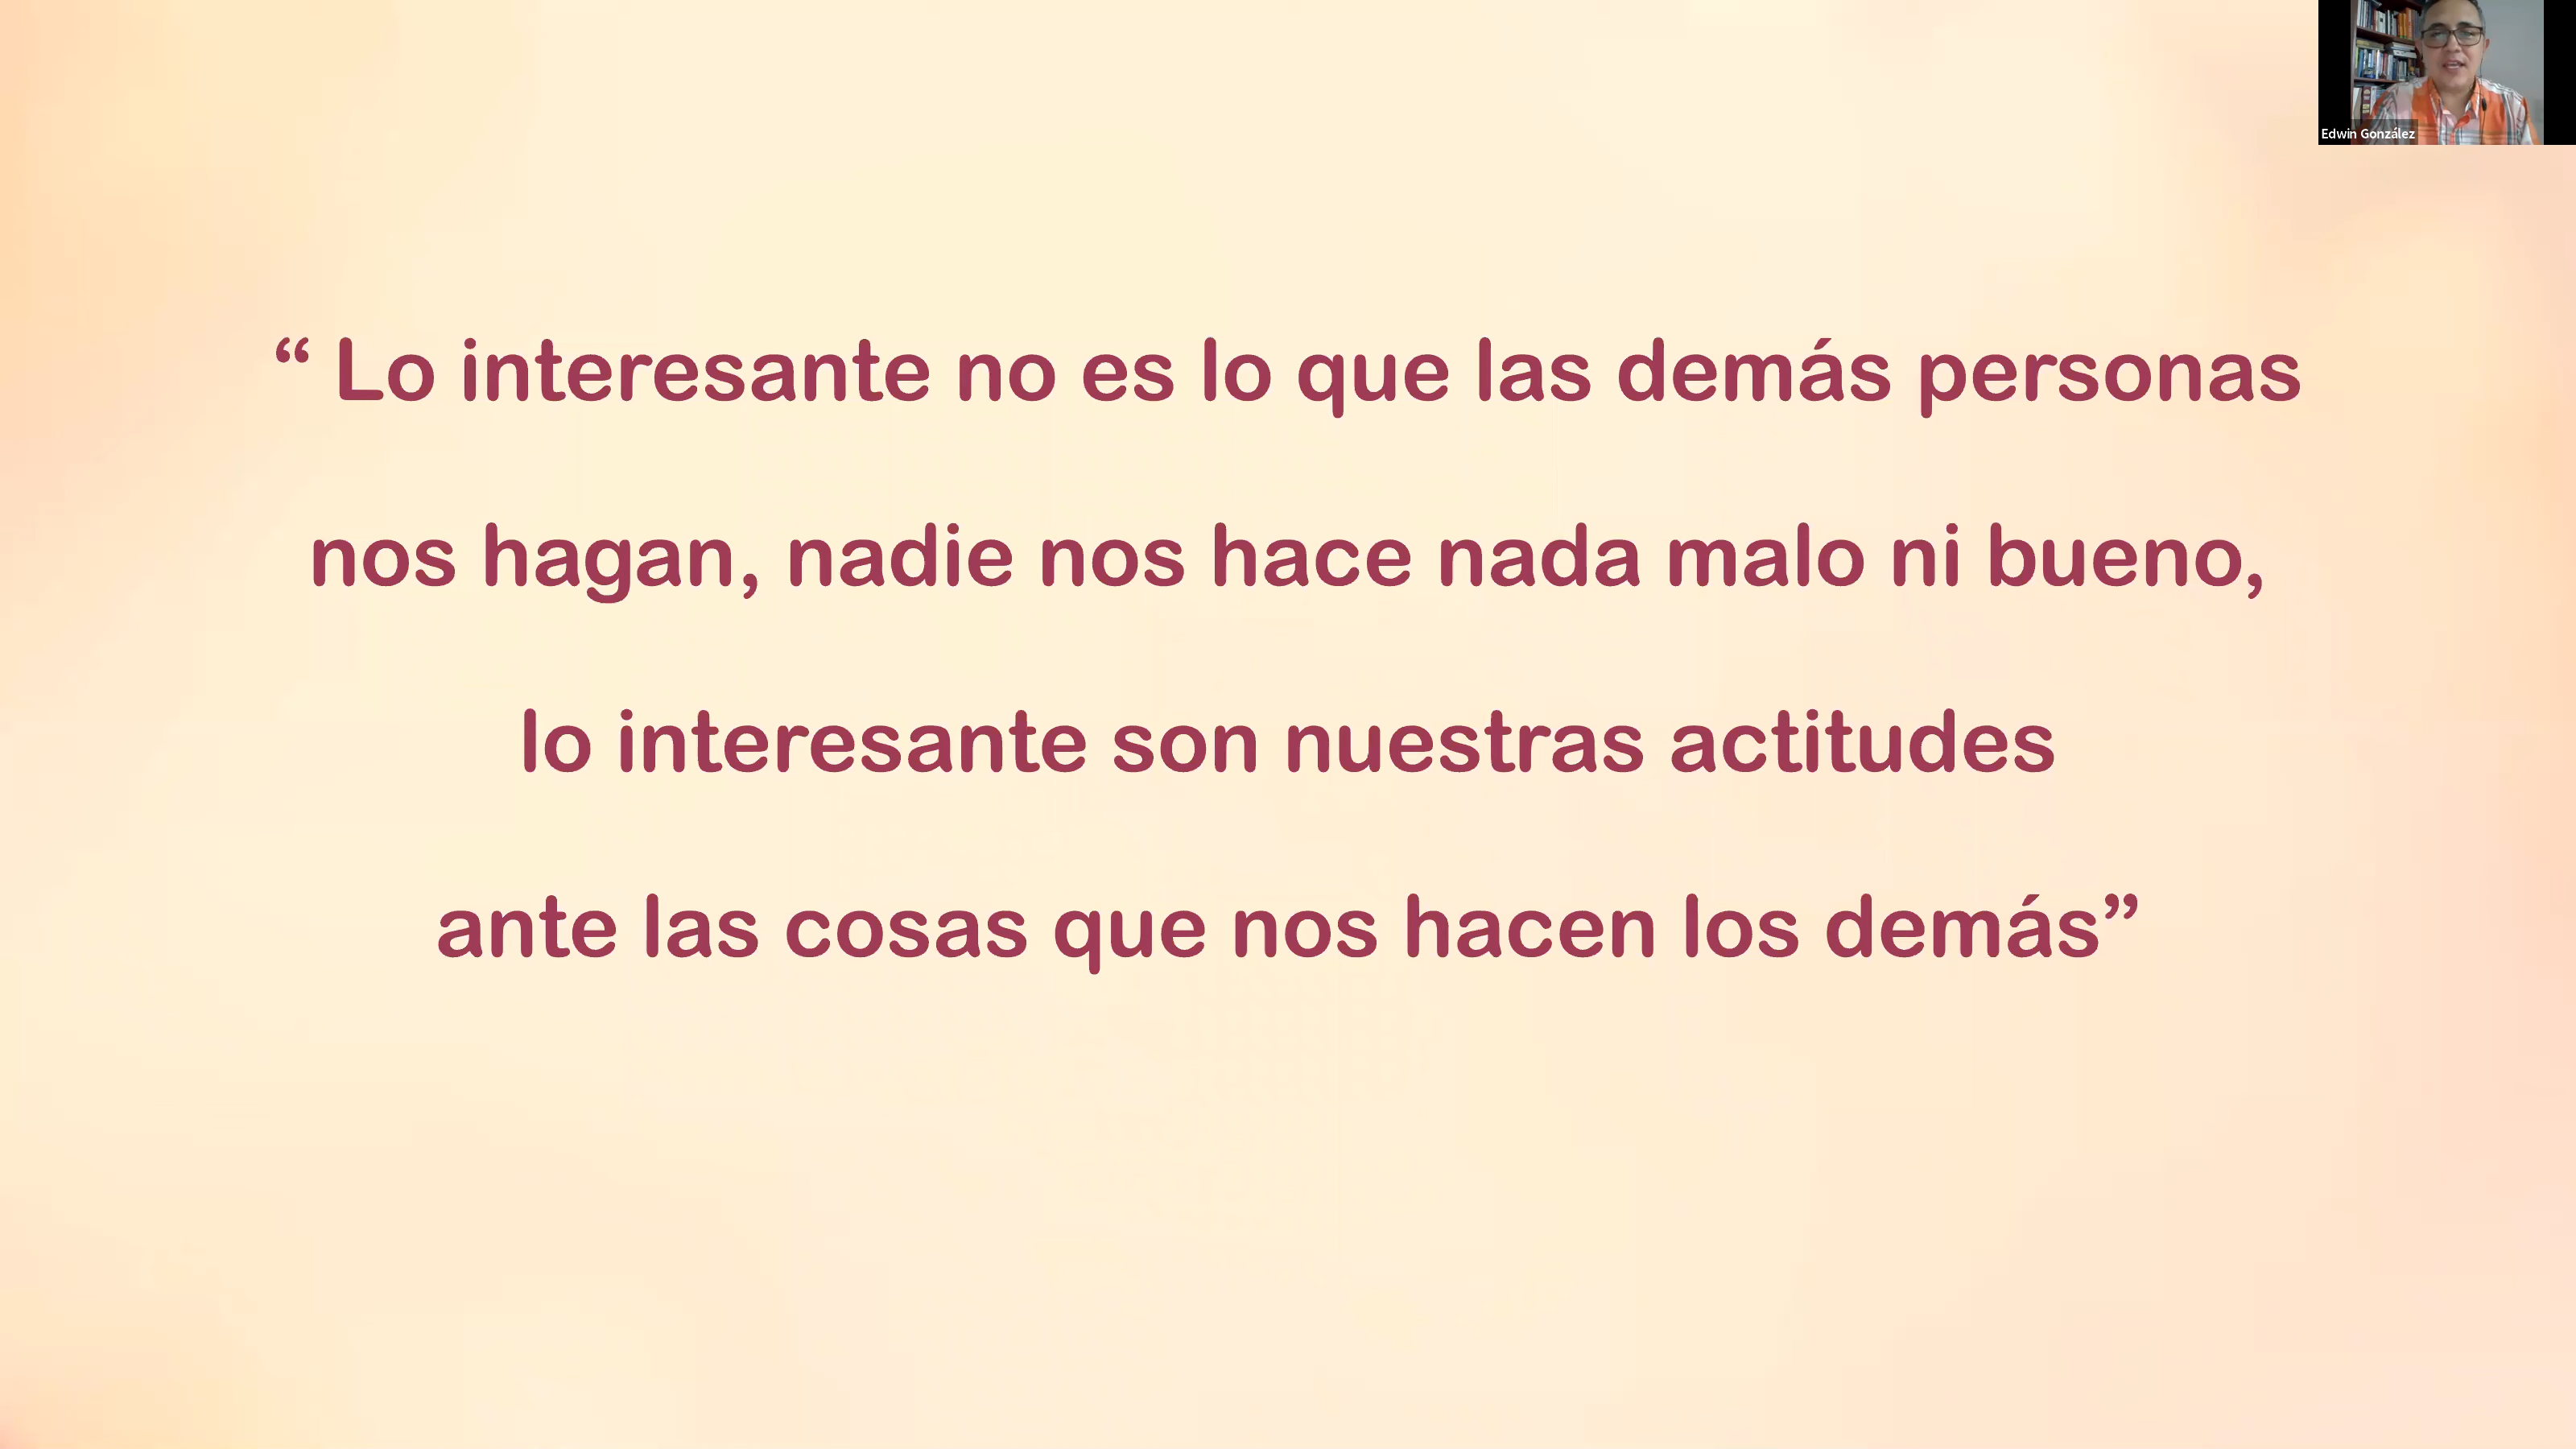 Edwin González
“ Lo interesante no es lo que las demás personas
nos hagan, nadie nos hace nada malo ni bueno,
lo interesante son nuestras actitudes
ante las cosas que nos hacen los demás”